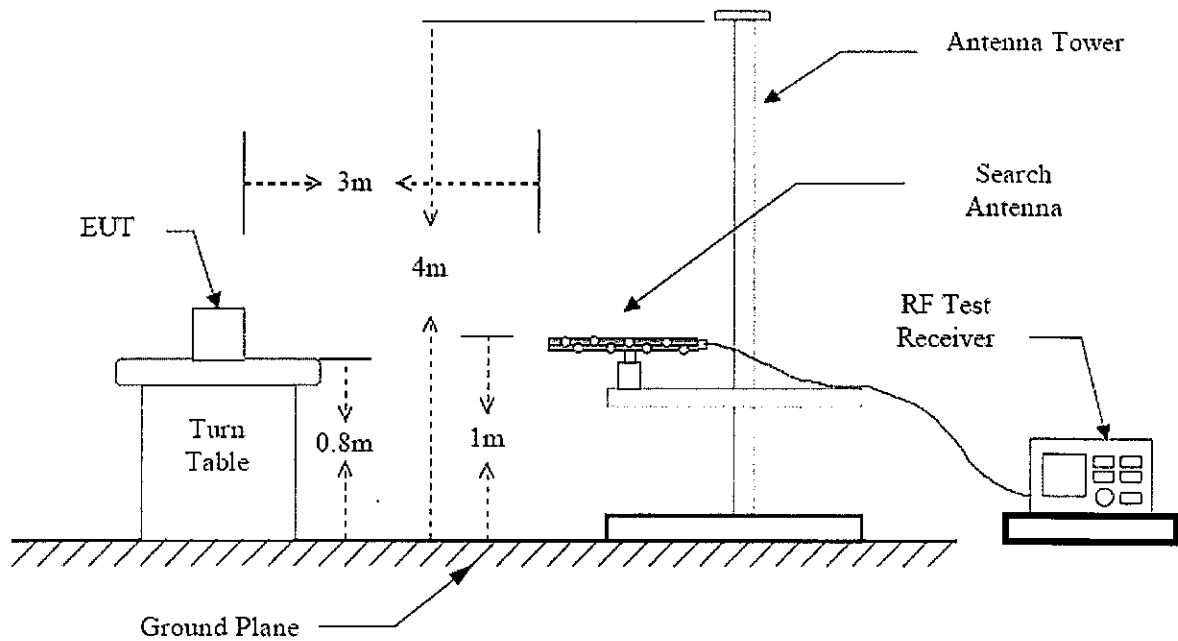 Antenna Tower
3m
Search
Antenna
EUT
4m
RF Test
Receiver
Turn
Table
0.8m
1m
Ground Plane